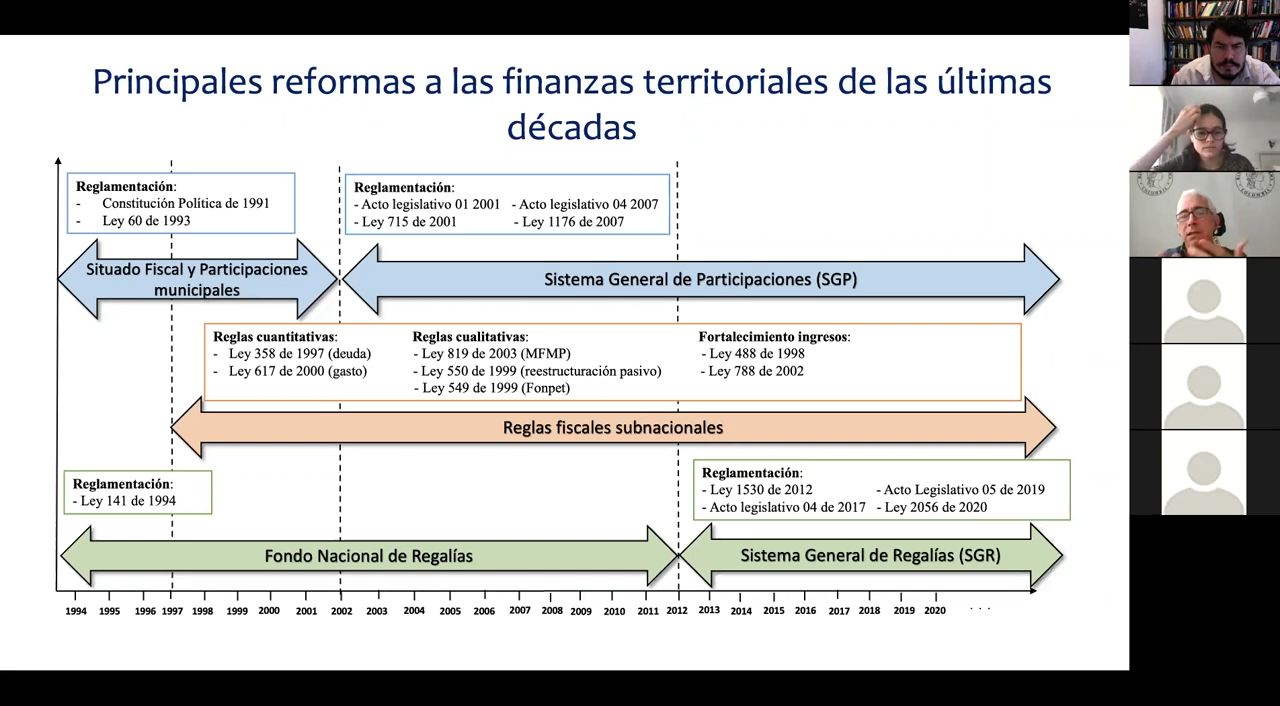 Principales reformas a las finanzas territoriales de las últimas
décadas
Reglamentación:
- Constitución Política de 1991
- Ley 60 de 1993
Reglamentación:
- Acto legislativo 01 2001 - Acto legislativo 04 2007
- Ley 715 de 2001 - Ley 1176 de 2007
Situado Fiscal y Participaciones
municipales
Sistema General de Participaciones (SGP)
Reglas cuantitativas:
- Ley 358 de 1997 (deuda)
- Ley 617 de 2000 (gasto)
Reglas cualitativas:
- Ley 819 de 2003 (MFMP)
- Ley 550 de 1999 (reestructuración pasivo)
- Ley 549 de 1999 (Fonpet)
Fortalecimiento ingresos:
- Ley 488 de 1998
- Ley 788 de 2002
Reglas fiscales subnacionales
Reglamentación:
- Ley 141 de 1994
Reglamentación:
- Ley 1530 de 2012 - Acto Legislativo 05 de 2019
- Acto legislativo 04 de 2017 - Ley 2056 de 2020
Fondo Nacional de Regalías
Sistema General de Regalías (SGR)
1994 1995 1996 1997 1998 1999 2000 2001 2002 2003 2004 2005 2006 2007 2008 2009 2010 2011 2012 2013 2014 2015 2016 2017 2018 2019 2020 . . .